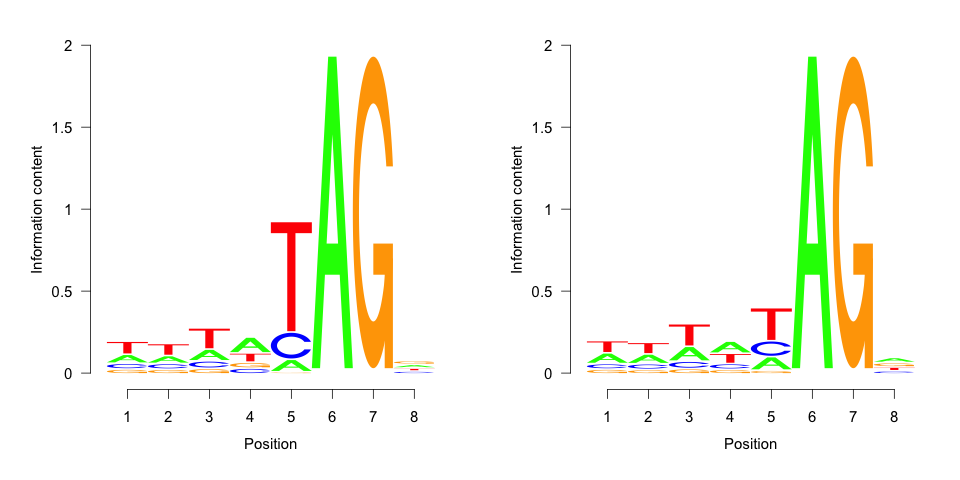 2
1.5
1
0.5
0
Information content
T T T A T A G G
A A A T C A
C C C G A T
G G G C C
1 2 3 4 5 6 7 8
Position
2
1.5
1
0.5
0
Information content
T T T A T A G A
A A A T C G
C C C C A T
G G G G G C
1 2 3 4 5 6 7 8
Position